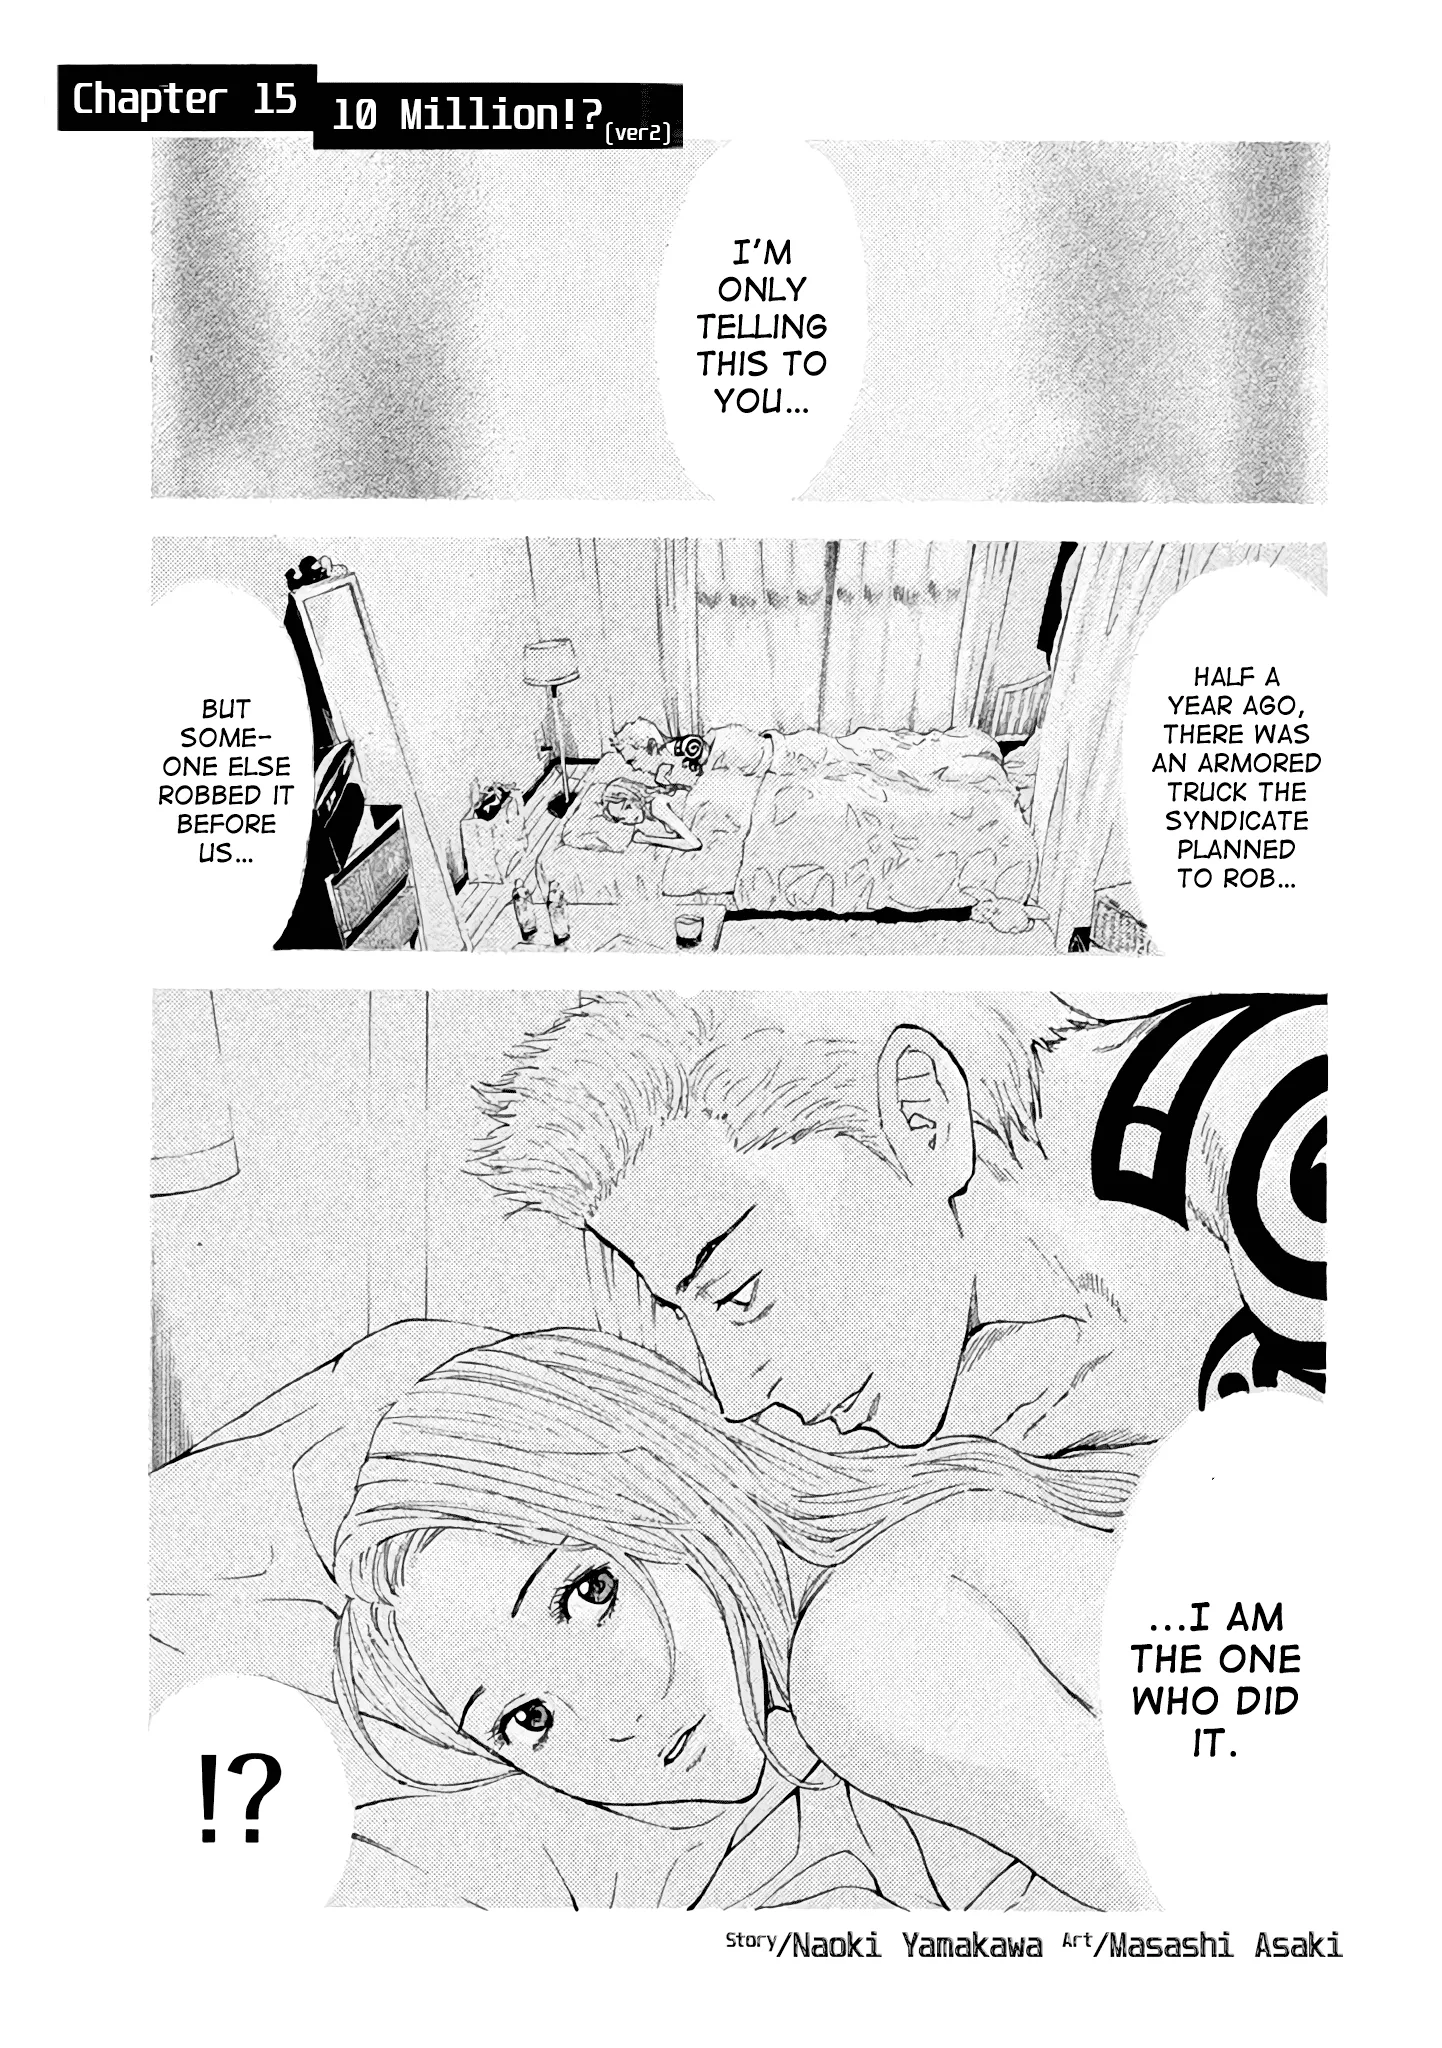 Chapter 15
10 Million!?(ver2)
I'M
ONLY
TELLING
THIS TO
YOU...
HALF A
YEAR AGO,
THERE WAS
AN ARMORED
TRUCK THE
SYNDICATE
PLANNED
TO ROB...
BUT
SOME-
ONE ELSE
ROBBED IT
BEFORE
US...
...I AM
THE ONE
WHO DID
IT.
!?
Story/Naoki Yamakawa Art/Masashi Asaki